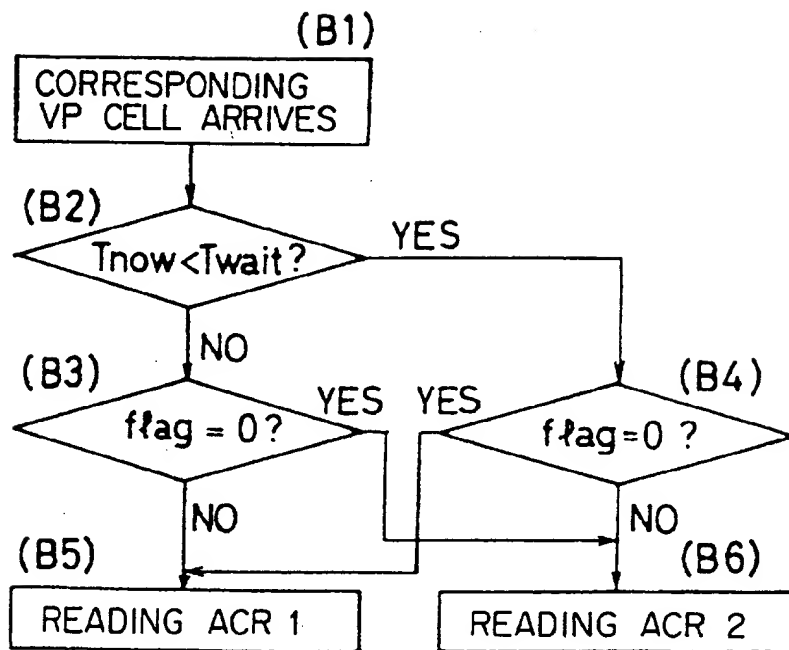 (B1)
CORRESPONDING
VP CELL ARRIVES
(B2)
Tnow<Twait?
YES
NO
(B3)
flag = 0?
YES
YES
(B4)
flag=0 ?
NO
NO
(B5)
(B6)
READING ACR 1
READING ACR 2